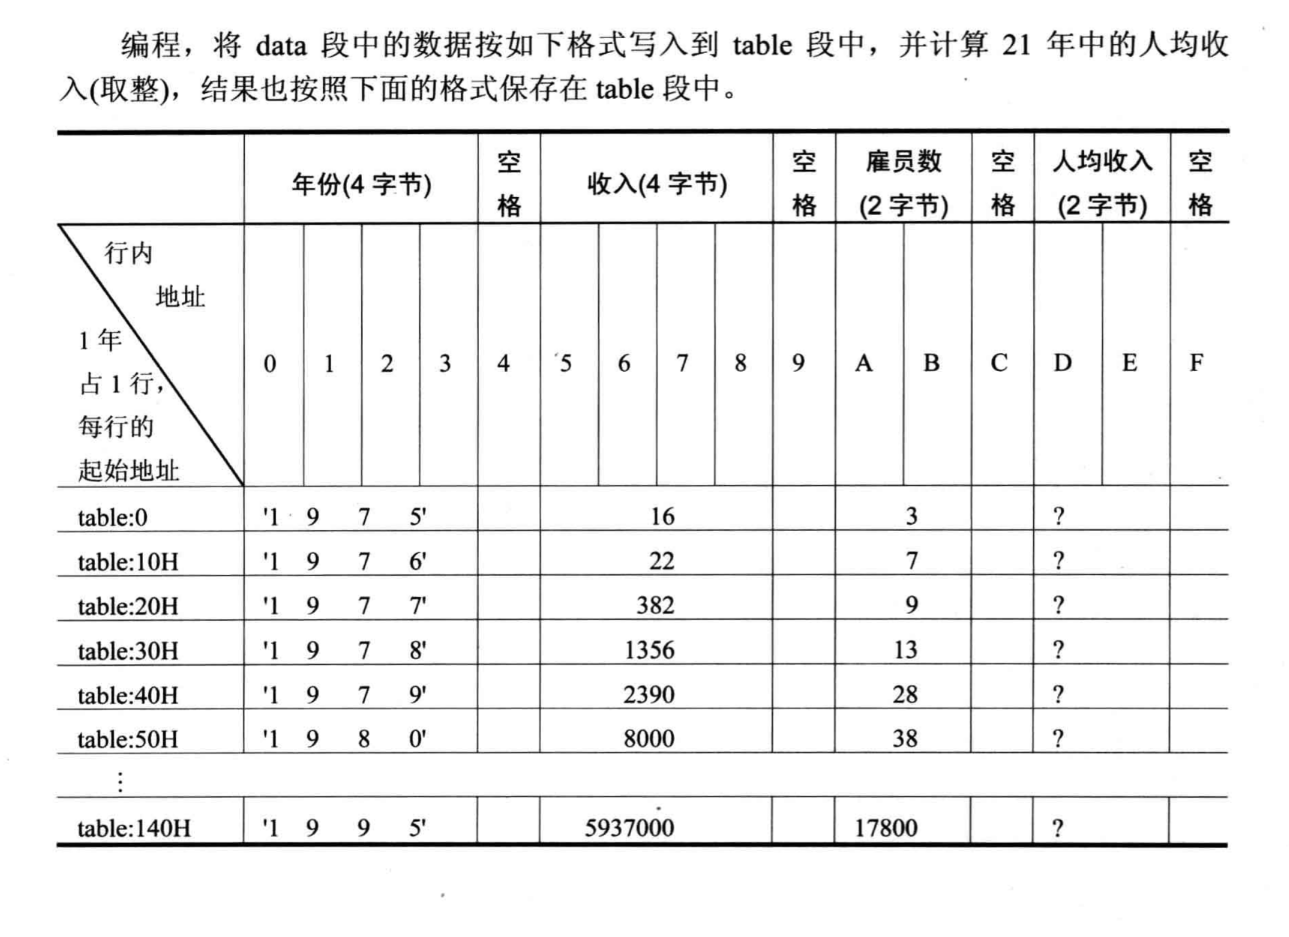 编程，将 data 段中的数据按如下格式写入到 table 段中，并计算 21 年中的人均收
入(取整)，结果也按照下面的格式保存在 table 段中。
年份(4 字节) 空格 收入(4 字节) 空格 雇员数(2 字节) 空格 人均收入(2 字节) 空格
行内
地址
1 年
占 1 行，
每行的
起始地址
0 1 2 3 4 5 6 7 8 9 A B C D E F
table:0 '1 9 7 5' 16 3 ?
table:10H '1 9 7 6' 22 7 ?
table:20H '1 9 7 7' 382 9 ?
table:30H '1 9 7 8' 1356 13 ?
table:40H '1 9 7 9' 2390 28 ?
table:50H '1 9 8 0' 8000 38 ?
⋮
table:140H '1 9 9 5' 5937000 17800 ?